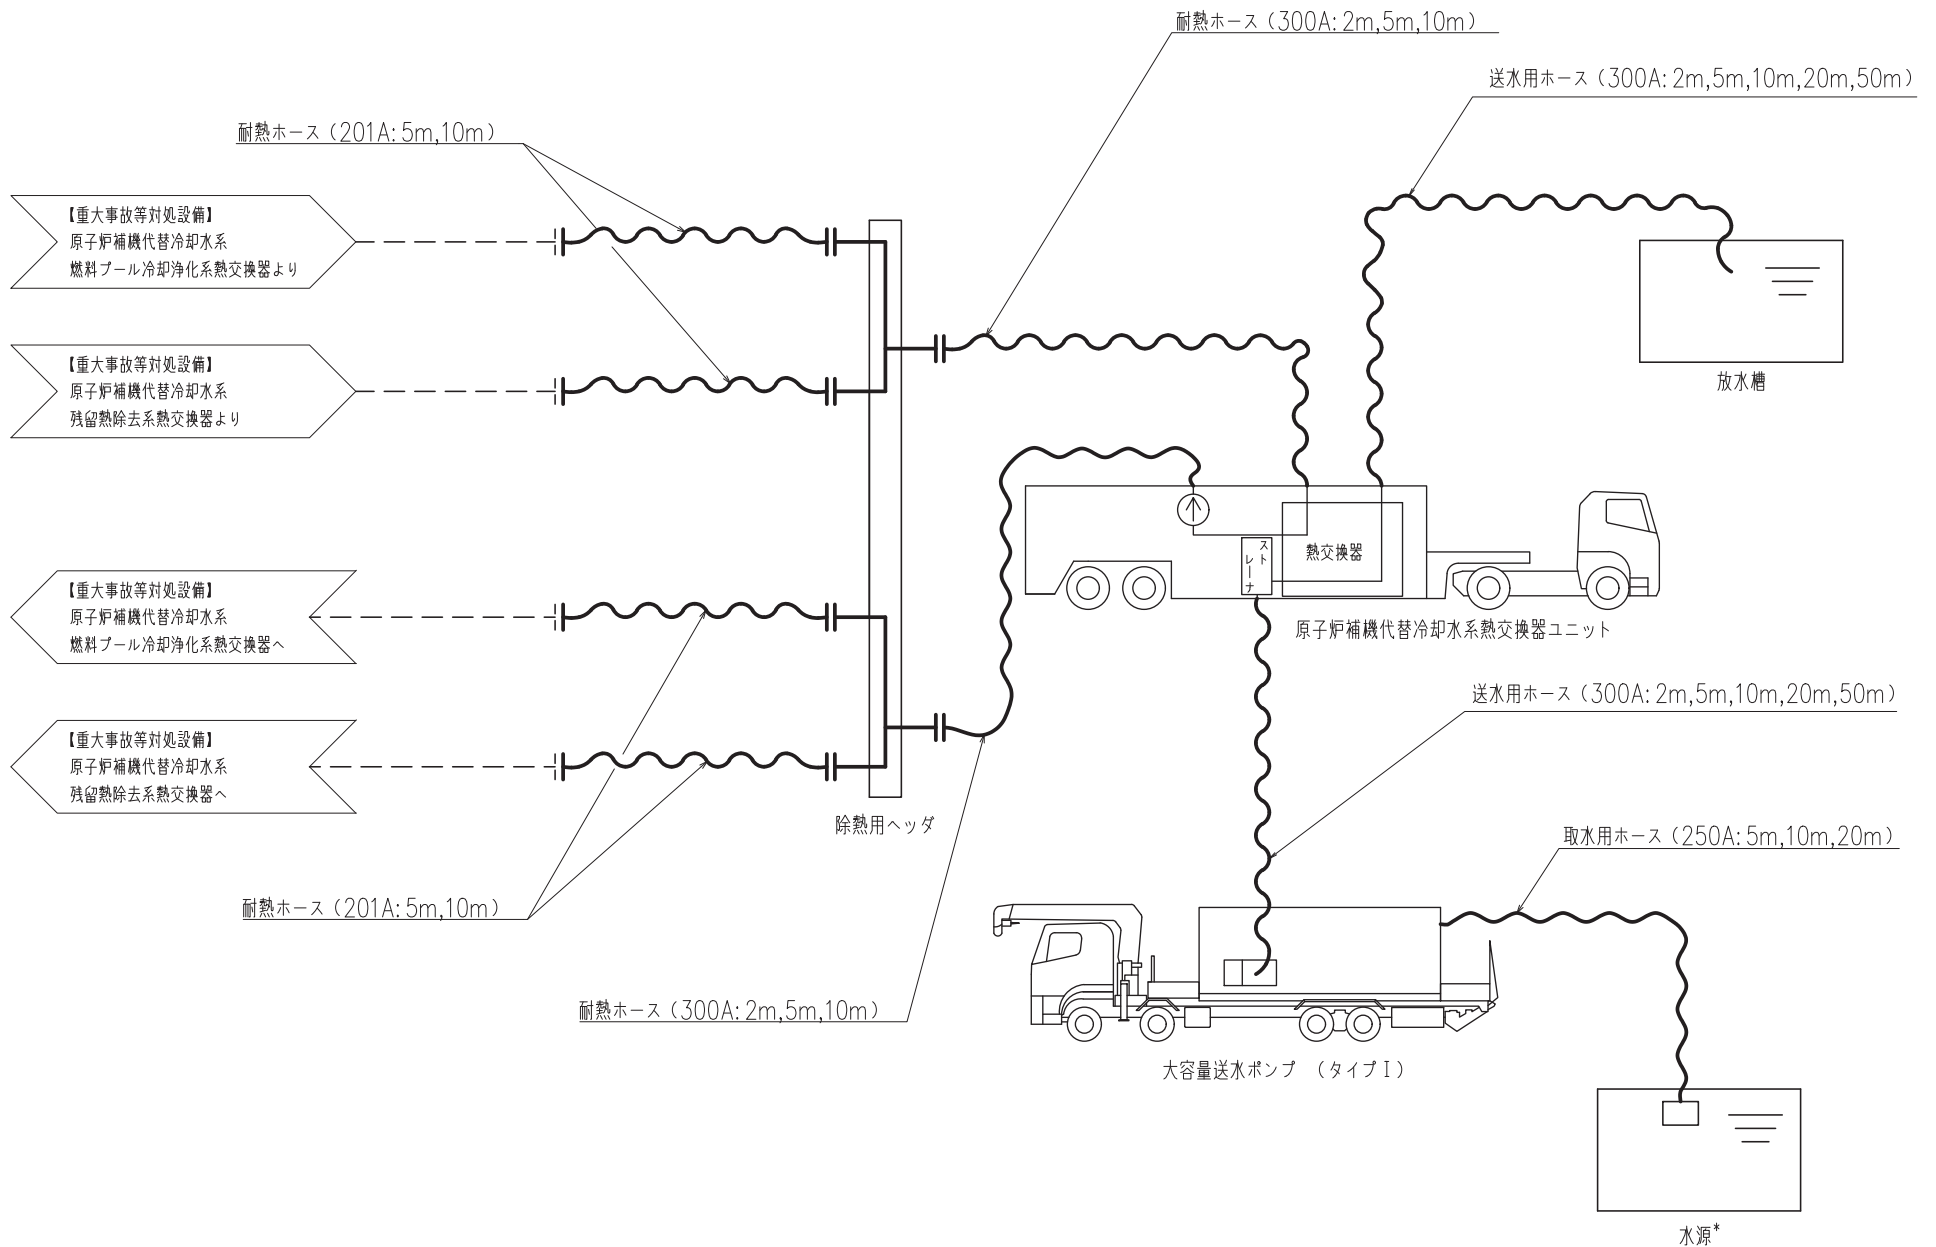 耐熱ホース(300A:2m,5m,10m)
送水用ホース(300A:2m,5m,10m,20m,50m)
耐熱ホース(201A:5m,10m)
【重大事故等対処設備】
原子炉補機代替冷却水系
燃料プール冷却浄化系熱交換器より
【重大事故等対処設備】
原子炉補機代替冷却水系
残留熱除去系熱交換器より
放水槽
ストレーナ
熱交換器
原子炉補機代替冷却水系熱交換器ユニット
【重大事故等対処設備】
原子炉補機代替冷却水系
燃料プール冷却浄化系熱交換器へ
【重大事故等対処設備】
原子炉補機代替冷却水系
残留熱除去系熱交換器へ
送水用ホース(300A:2m,5m,10m,20m,50m)
除熱用ヘッダ
取水用ホース(250A:5m,10m,20m)
耐熱ホース(201A:5m,10m)
耐熱ホース(300A:2m,5m,10m)
大容量送水ポンプ (タイプⅠ)
水源*